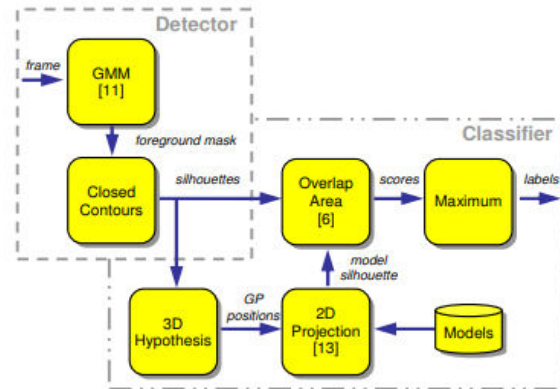 Detector
frame
GMM
[11]
foreground mask
Classifier
Closed
Contours
silhouettes
Overlap
Area
[6]
scores
Maximum
labels
model
silhouette
GP
positions
3D
Hypothesis
2D
Projection
[13]
Models